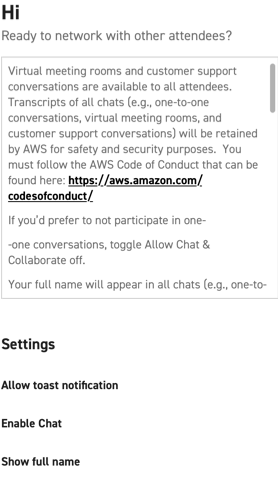 Hi
Ready to network with other attendees?
Virtual meeting rooms and customer support
conversations are available to all attendees.
Transcripts of all chats (e.g., one-to-one
conversations, virtual meeting rooms, and
customer support conversations) will be retained
by AWS for safety and security purposes.  You
must follow the AWS Code of Conduct that can be
found here: https://aws.amazon.com/
codesofconduct/
If you'd prefer to not participate in one-
-one conversations, toggle Allow Chat &
Collaborate off.
Your full name will appear in all chats (e.g., one-to-
Settings
Allow toast notification
Enable Chat
Show full name